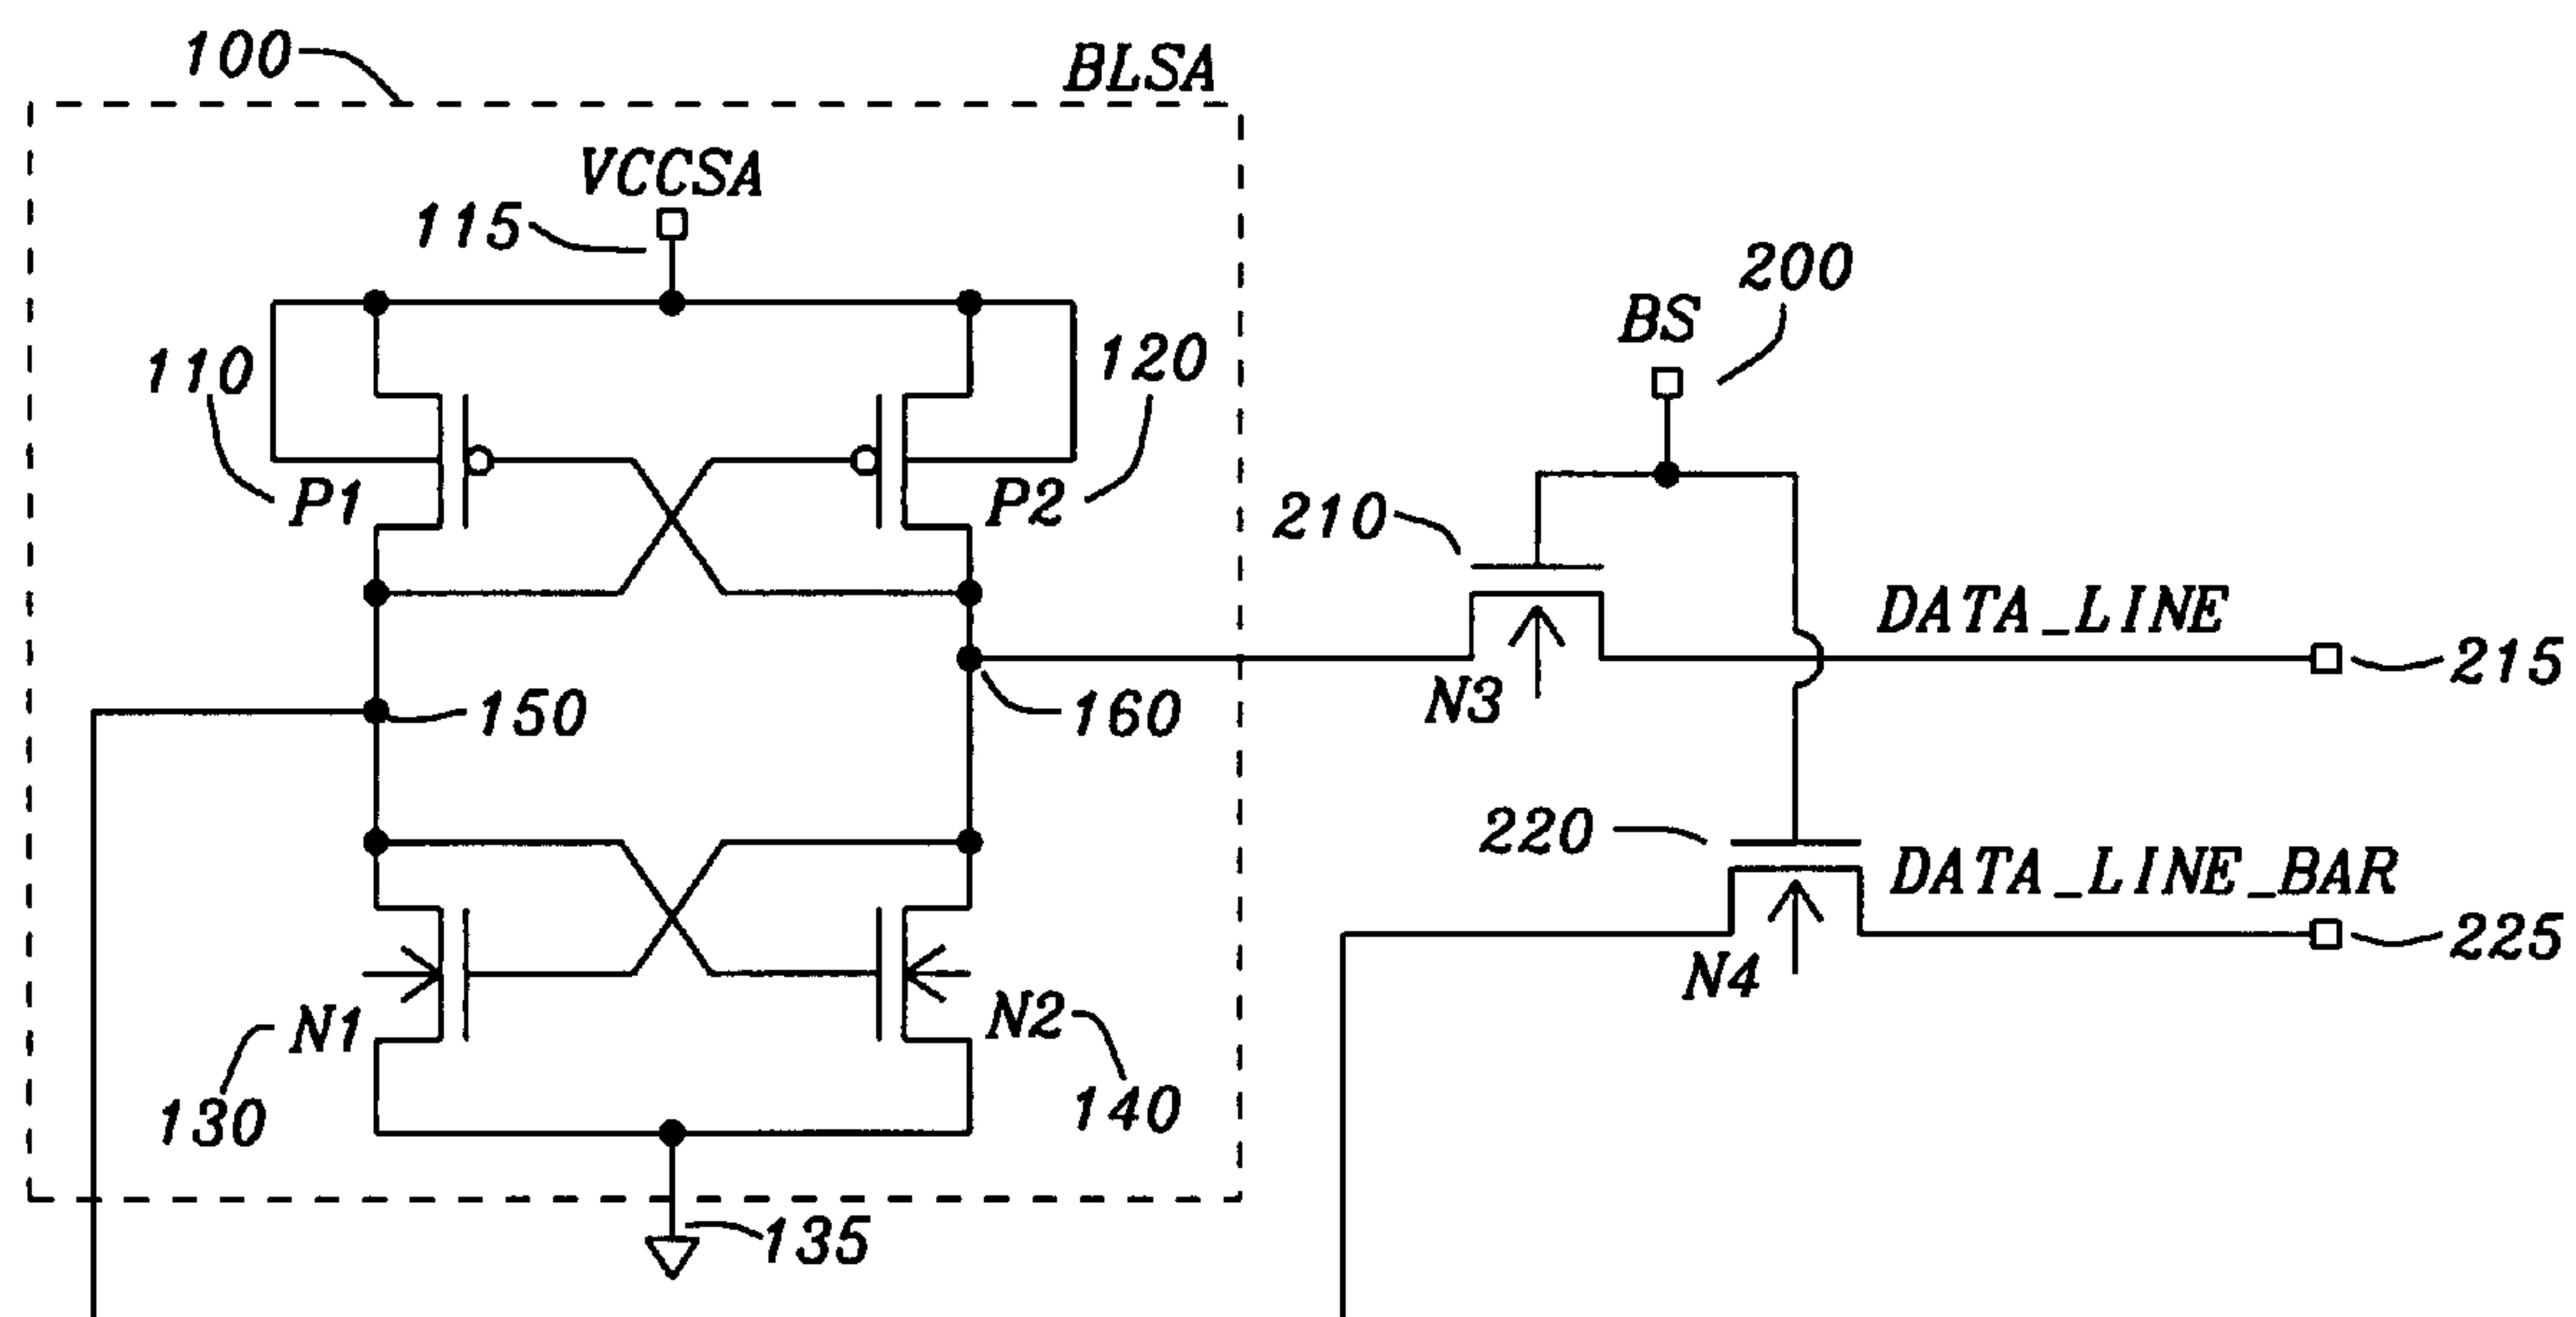 100
BLSA
VCCSA
115
200
BS
110
120
P1
P2
210
DATA_LINE
215
N3
150
160
220
DATA_LINE_BAR
225
N4
N1
N2
130
140
135